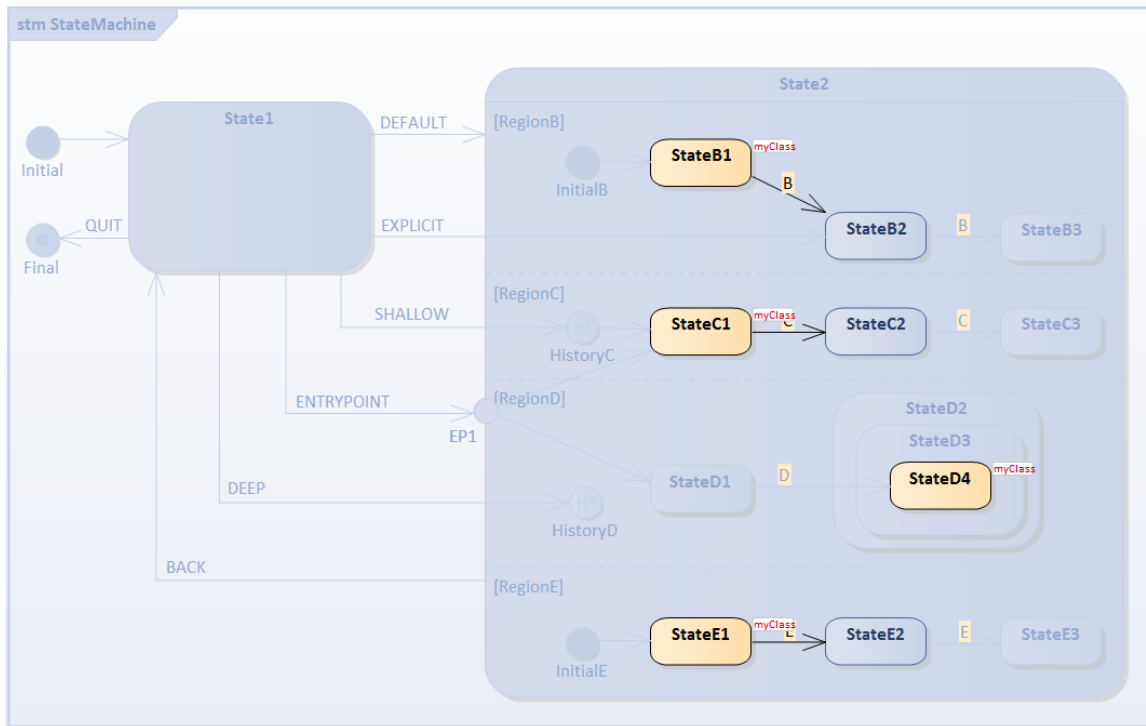 stm StateMachine
State2
State1
DEFAULT
[RegionB]
StateB1
myClass
Initial
InitialB
B
QUIT
EXPLICIT
StateB2
B
StateB3
Final
[RegionC]
SHALLOW
H
StateC1
myClass
StateC2
C
StateC3
HistoryC
ENTRYPOINT
[RegionD]
EP1
StateD2
StateD3
StateD1
D
StateD4
myClass
DEEP
H*
HistoryD
BACK
[RegionE]
StateE1
myClass
StateE2
E
StateE3
InitialE